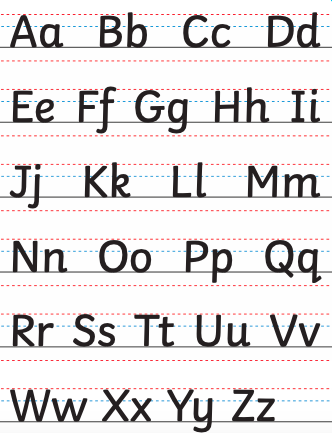 Aa Bb Cc Dd
Ee Ff Gg Hh Ii
Jj Kk Ll Mm
Nn Oo Pp Qq
Rr Ss Tt Uu Vv
Ww Xx Yy Zz